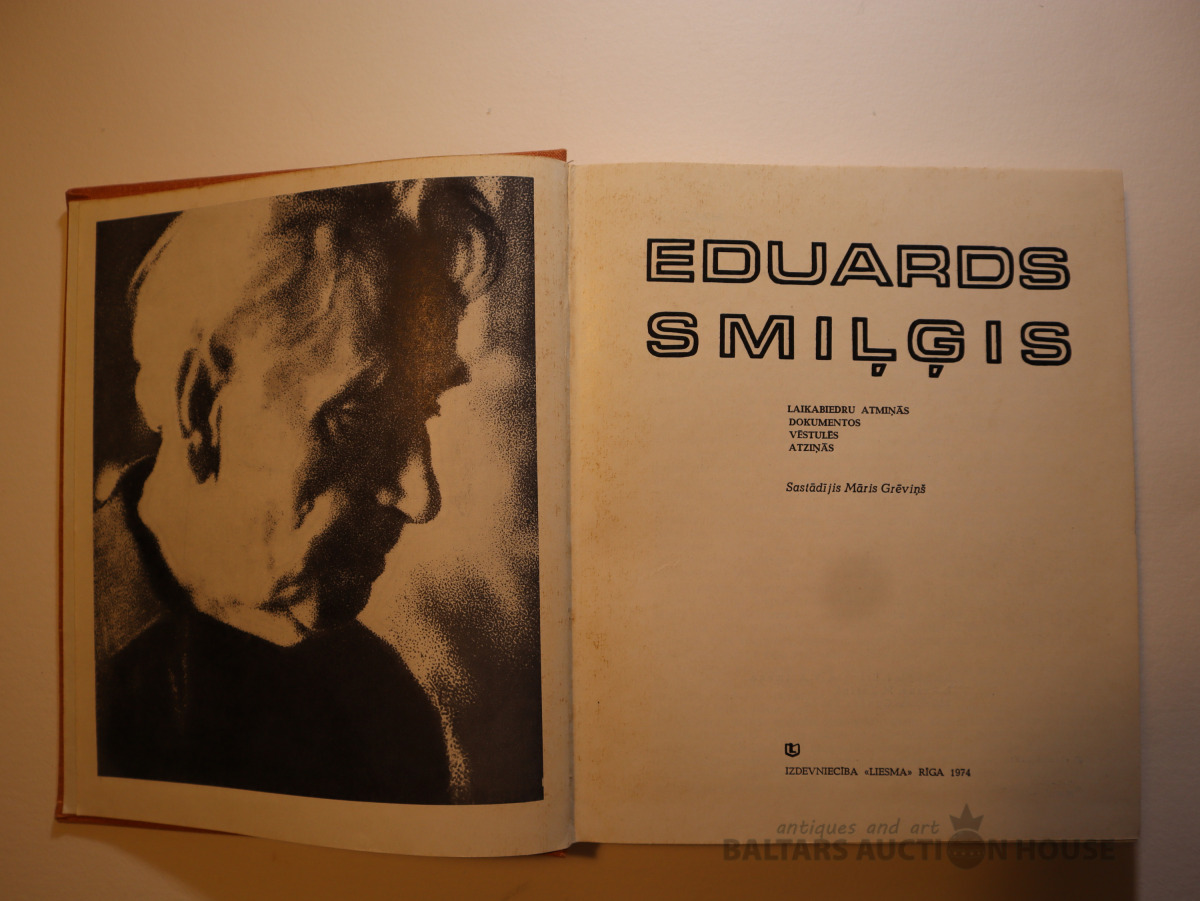 EDUARDS
SMIĻĢIS
LAIKABIEDRU ATMIŅĀS
DOKUMENTOS
VĒSTULĒS
ATZIŅĀS
Sastādījis Māris Grēviņš
IZDEVNIECĪBA «LIESMA» RĪGA 1974
antiques and art
BALTARS AUCTION HOUSE